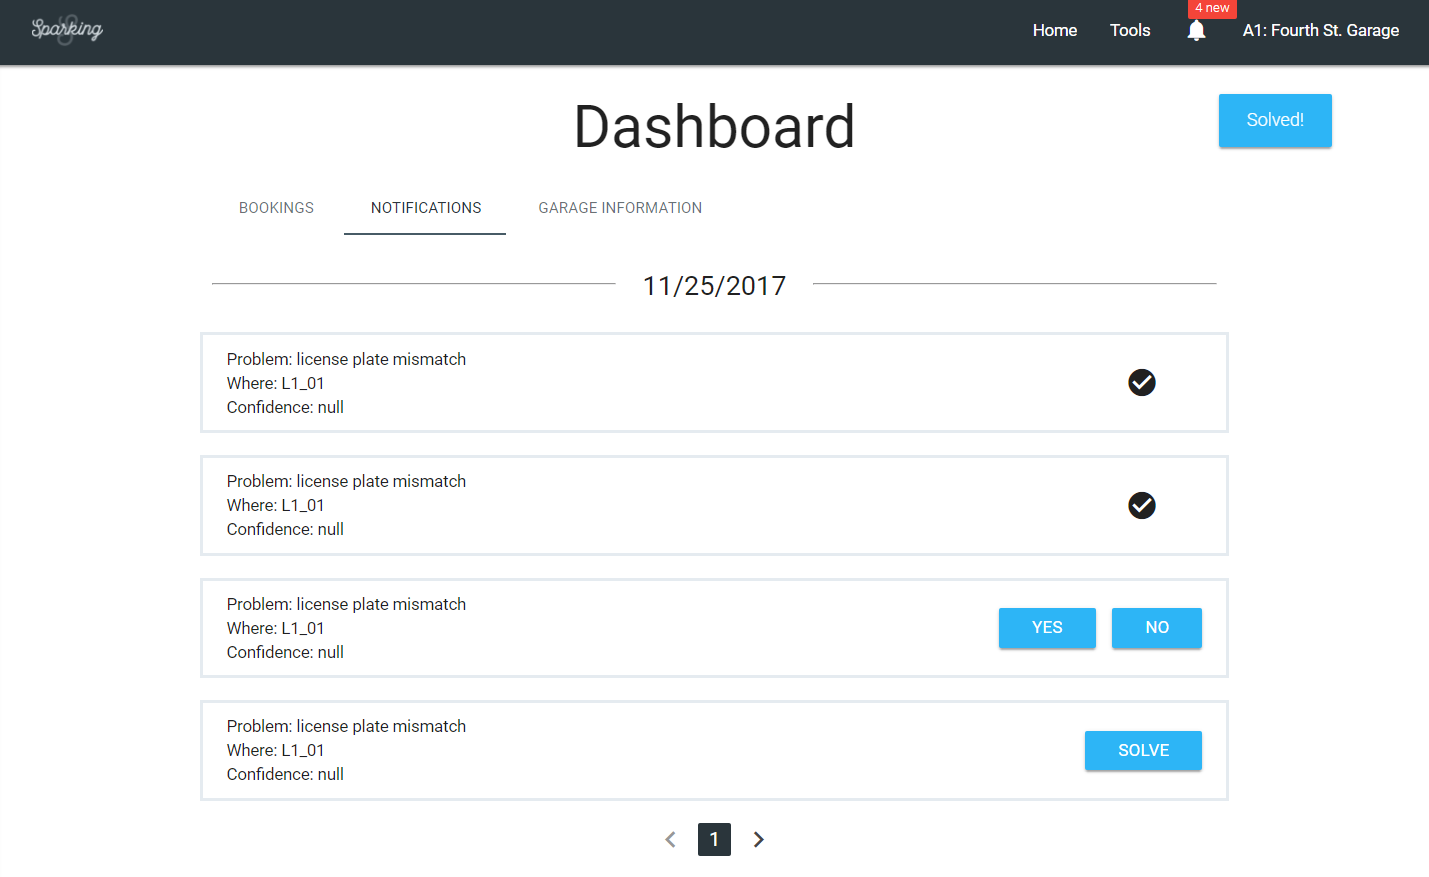 Sparking
Home
Tools
4 new
A1: Fourth St. Garage
Dashboard
Solved!
BOOKINGS
NOTIFICATIONS
GARAGE INFORMATION
11/25/2017
Problem: license plate mismatch
Where: L1_01
Confidence: null
Problem: license plate mismatch
Where: L1_01
Confidence: null
Problem: license plate mismatch
Where: L1_01
Confidence: null
YES
NO
Problem: license plate mismatch
Where: L1_01
Confidence: null
SOLVE
1